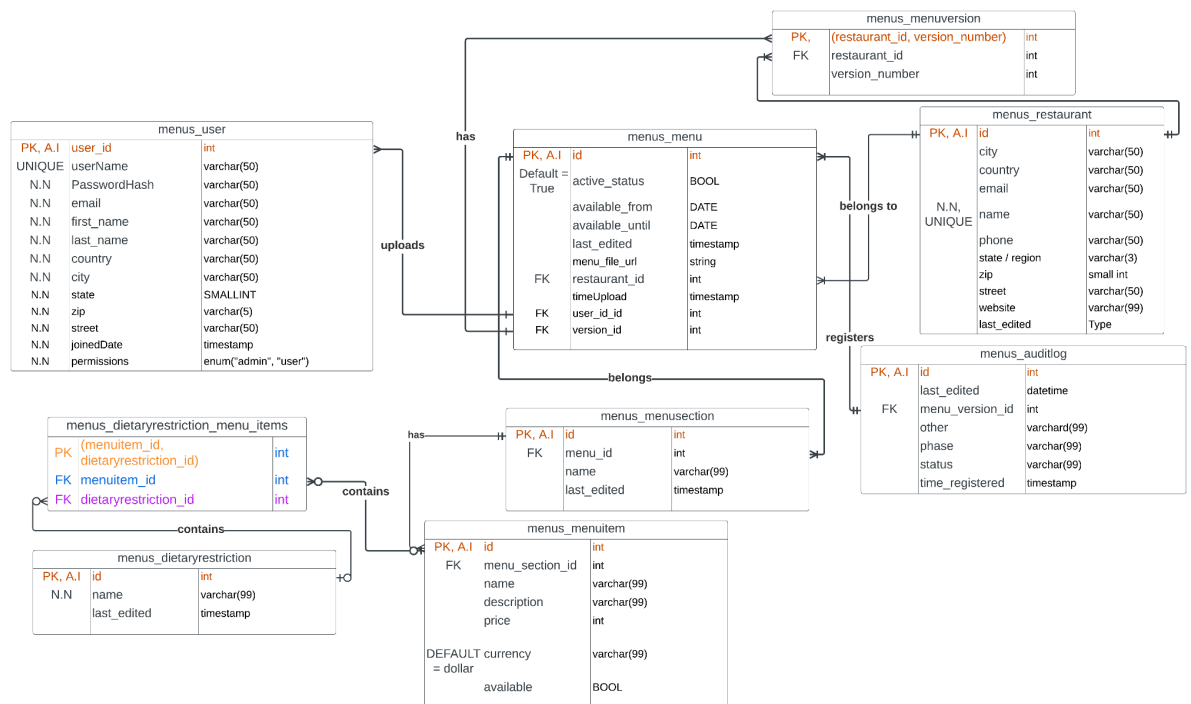 menus_menuversion
PK, (restaurant_id, version_number) int
FK restaurant_id int
version_number int
menus_user
PK, A.I user_id int
UNIQUE userName varchar(50)
N.N PasswordHash varchar(50)
N.N email varchar(50)
N.N first_name varchar(50)
N.N last_name varchar(50)
N.N country varchar(50)
N.N city varchar(50)
N.N state SMALLINT
N.N zip varchar(5)
N.N street varchar(50)
N.N joinedDate timestamp
N.N permissions enum("admin", "user")
has
uploads
menus_menu
PK, A.I id int
Default =
True active_status BOOL
available_from DATE
available_until DATE
last_edited timestamp
menu_file_url string
FK restaurant_id int
timeUpload timestamp
FK user_id_id int
FK version_id int
belongs to
registers
menus_restaurant
PK, A.I id int
city varchar(50)
country varchar(50)
email varchar(50)
N.N,
UNIQUE name varchar(50)
phone varchar(50)
state / region varchar(3)
zip small int
street varchar(50)
website varchar(99)
last_edited Type
menus_auditlog
PK, A.I id int
last_edited datetime
FK menu_version_id int
other varchard(99)
phase varchar(99)
status varchar(99)
time_registered timestamp
belongs
menus_dietaryrestriction_menu_items
PK (menuitem_id,
dietaryrestriction_id) int
FK menuitem_id int
FK dietaryrestriction_id int
contains
contains
has
menus_menusection
PK, A.I id int
FK menu_id int
name varchar(99)
last_edited timestamp
menus_dietaryrestriction
PK, A.I id int
N.N name varchar(99)
last_edited timestamp
menus_menuitem
PK, A.I id int
FK menu_section_id int
name varchar(99)
description varchar(99)
price int
DEFAULT currency varchar(99)
= dollar
available BOOL